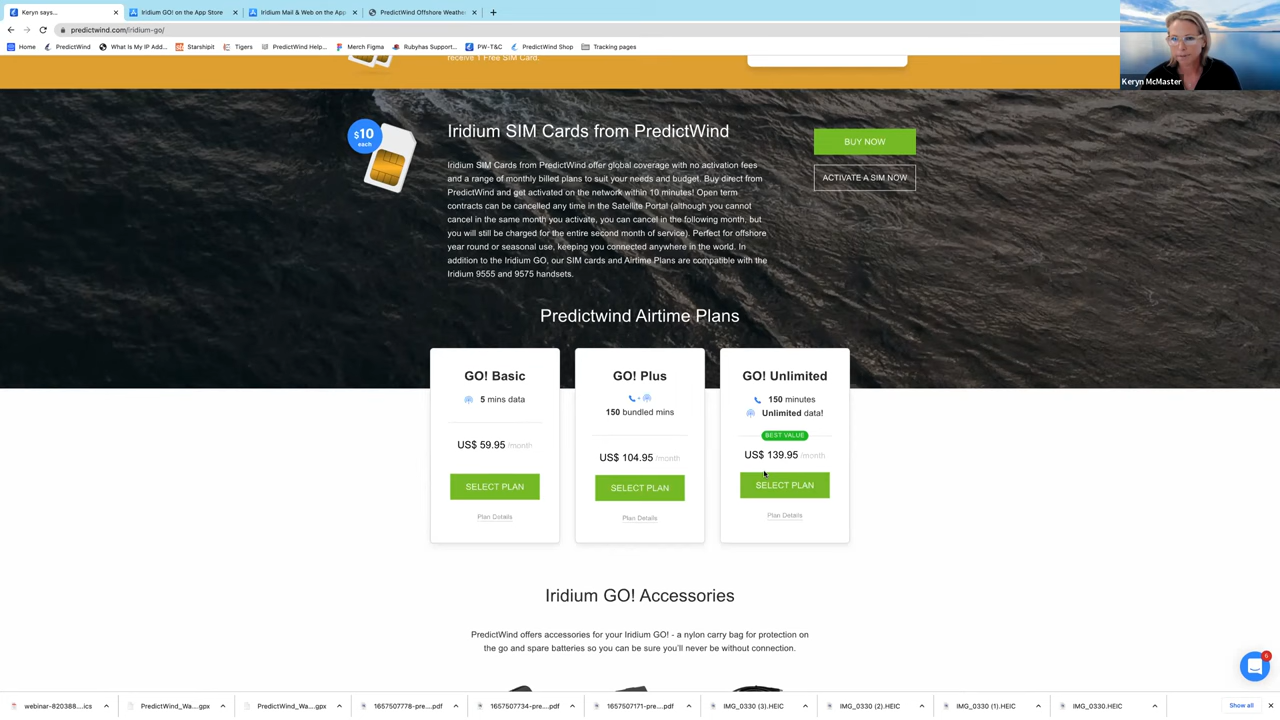 Keryn says...
Iridium GO! on the App Store
Iridium Mail & Web on the App
PredictWind Offshore Weathe
predictwind.com/iridium-go/
Home
PredictWind
What Is My IP Add...
Starshipit
Tigers
PredictWind Help...
Merch Figma
Rubyhas Support...
PW-T&C
PredictWind Shop
Tracking pages
Keryn McMaster
receive 1 Free SIM Card.
$10
each
Iridium SIM Cards from PredictWind
Iridium SIM Cards from PredictWind offer global coverage with no activation fees
and a range of monthly billed plans to suit your needs and budget. Buy direct from
PredictWind and get activated on the network within 10 minutes! Open term
contracts can be cancelled any time in the Satellite Portal (although you cannot
cancel in the same month you activate, you can cancel in the following month, but
you will still be charged for the entire second month of service). Perfect for offshore
year round or seasonal use, keeping you connected anywhere in the world. In
addition to the Iridium GO, our SIM cards and Airtime Plans are compatible with the
Iridium 9555 and 9575 handsets.
BUY NOW
ACTIVATE A SIM NOW
Predictwind Airtime Plans
GO! Basic
5 mins data
US$ 59.95 /month
SELECT PLAN
Plan Details
GO! Plus
+
150 bundled mins
US$ 104.95 /month
SELECT PLAN
Plan Details
GO! Unlimited
150 minutes
Unlimited data!
BEST VALUE
US$ 139.95 /month
SELECT PLAN
Plan Details
Iridium GO! Accessories
PredictWind offers accessories for your Iridium GO! - a nylon carry bag for protection on
the go and spare batteries so you can be sure you'll never be without connection.
6
webinar-820388....ics
PredictWind_Wa....gpx
PredictWind_Wa....gpx
1657507778-pre....pdf
1657507734-pre....pdf
1657507171-pre....pdf
IMG_0330 (3).HEIC
IMG_0330 (2).HEIC
IMG_0330 (1).HEIC
IMG_0330.HEIC
Show all